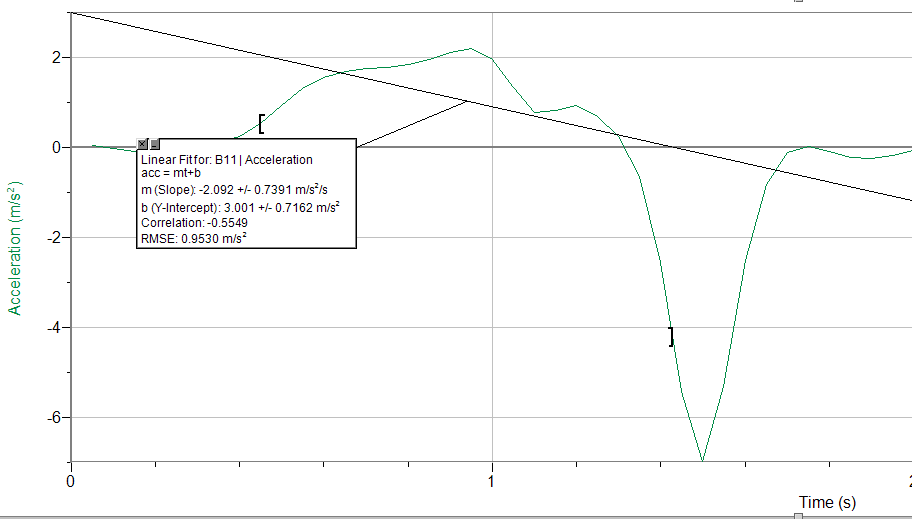 2
0
Linear Fit for: B11 | Acceleration
acc = mt+b
m (Slope): -2.092 +/- 0.7391 m/s²/s
b (Y-Intercept): 3.001 +/- 0.7162 m/s²
Correlation: -0.5549
RMSE: 0.9530 m/s²
-2
-4
-6
Acceleration (m/s²)
0
1
2
Time (s)